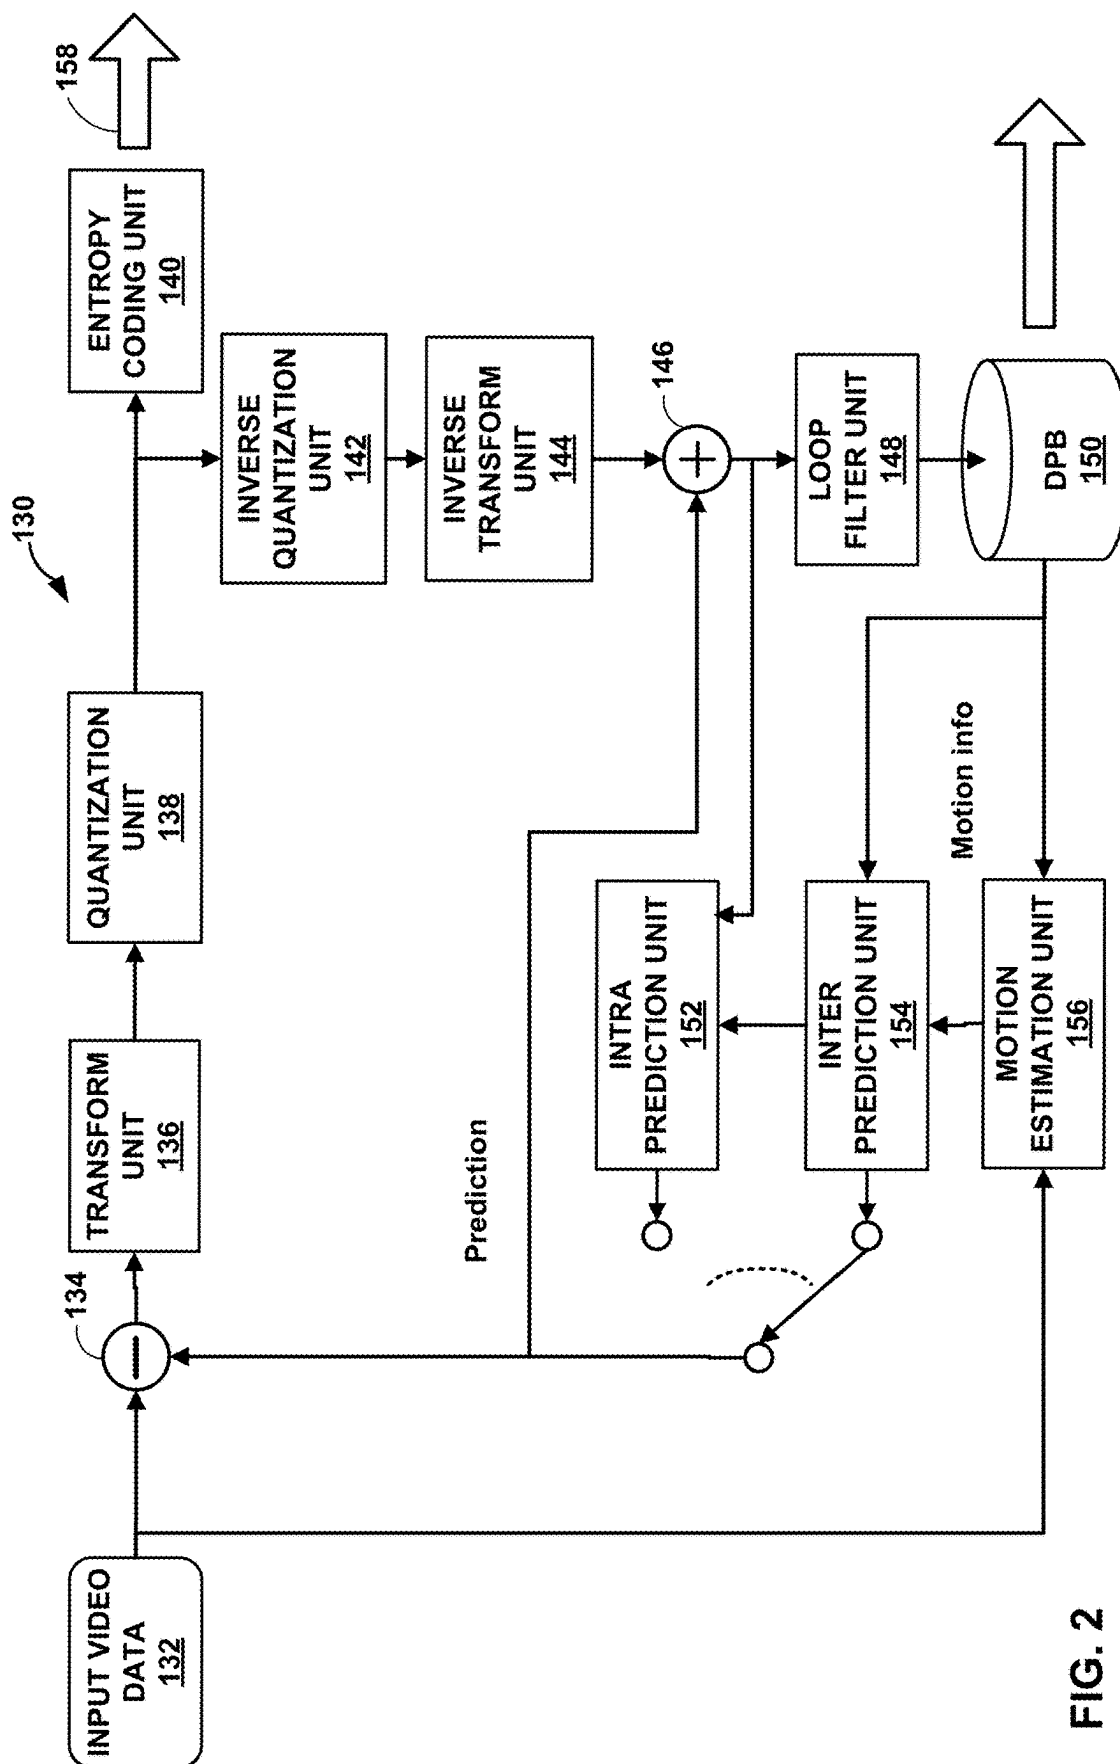 130
158
INPUT VIDEO
DATA
132
134
TRANSFORM
UNIT
136
QUANTIZATION
UNIT
138
ENTROPY
CODING UNIT
140
INVERSE
QUANTIZATION
UNIT
142
INVERSE
TRANSFORM
UNIT
144
Prediction
146
INTRA
PREDICTION UNIT
152
LOOP
FILTER UNIT
148
INTER
PREDICTION UNIT
154
Motion info
MOTION
ESTIMATION UNIT
156
DPB
150
FIG. 2